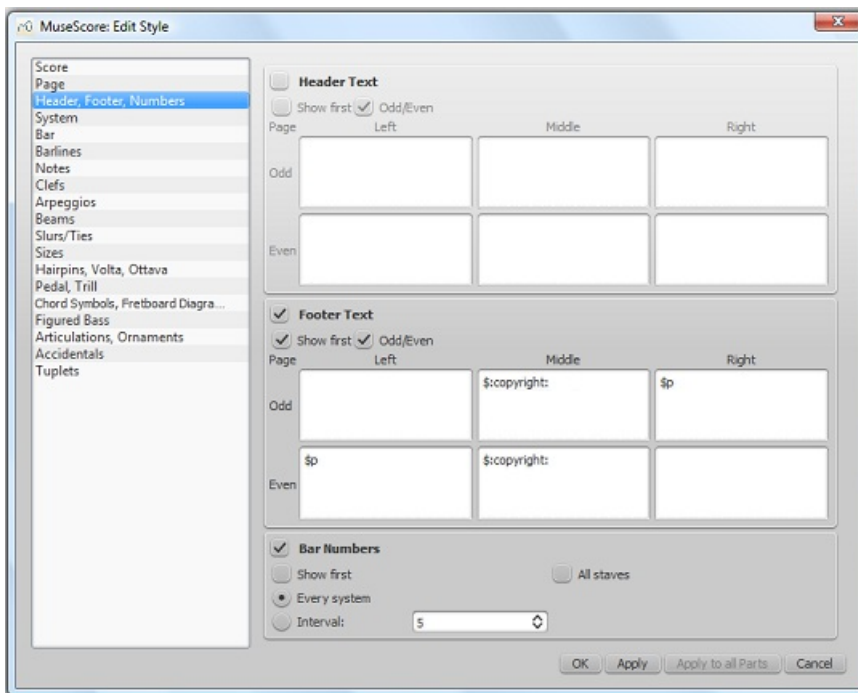 MuseScore: Edit Style
Score
Page
Header, Footer, Numbers
System
Bar
Barlines
Notes
Clefs
Arpeggios
Beams
Slurs/Ties
Sizes
Hairpins, Volta, Ottava
Pedal, Trill
Chord Symbols, Fretboard Diagra...
Figured Bass
Articulations, Ornaments
Accidentals
Tuplets
Header Text
Show first Odd/Even
Page Left Middle Right
Odd
Even
Footer Text
Show first Odd/Even
Page Left Middle Right
Odd $:copyright: $p
Even $p $:copyright:
Bar Numbers
Show first All staves
Every system
Interval: 5
OK Apply Apply to all Parts Cancel